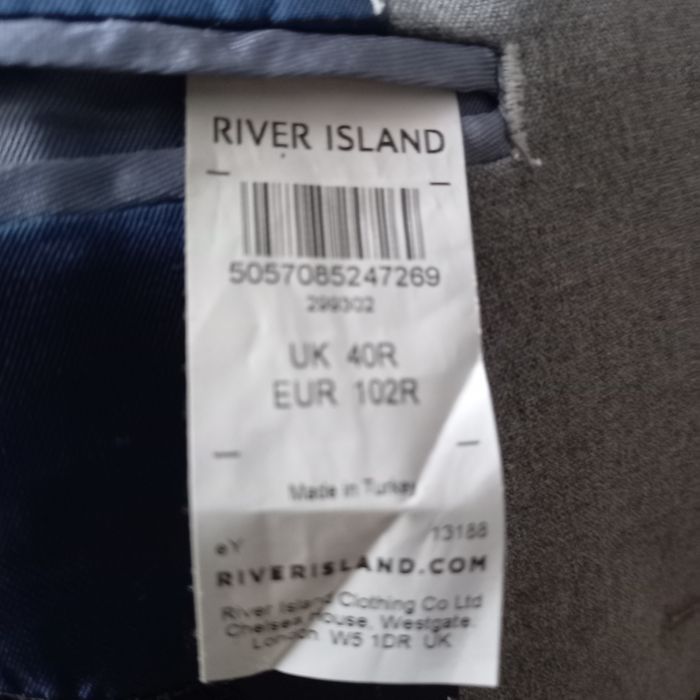 RIVER ISLAND
5057085247269
299302
UK 40R
EUR 102R
Made in Turkey
eY 13188
RIVERISLAND.COM
River Island Clothing Co Ltd
Chelsea House, Westgate,
London W5 1DR UK